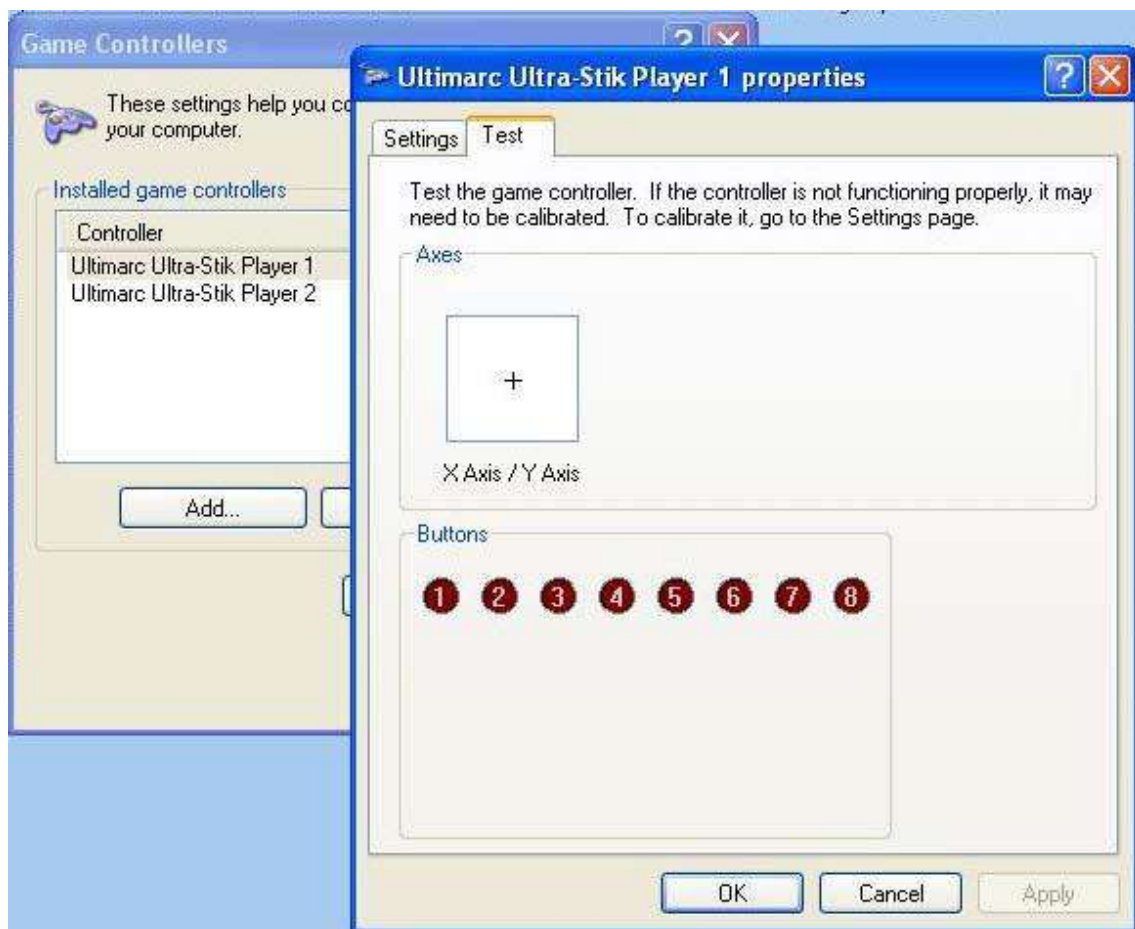 Game Controllers
These settings help you co
your computer.
Installed game controllers
Controller
Ultimarc Ultra-Stik Player 1
Ultimarc Ultra-Stik Player 2
Add...
Ultimarc Ultra-Stik Player 1 properties
Settings
Test
Test the game controller. If the controller is not functioning properly, it may
need to be calibrated. To calibrate it, go to the Settings page.
Axes
X Axis / Y Axis
Buttons
1 2 3 4 5 6 7 8
OK
Cancel
Apply